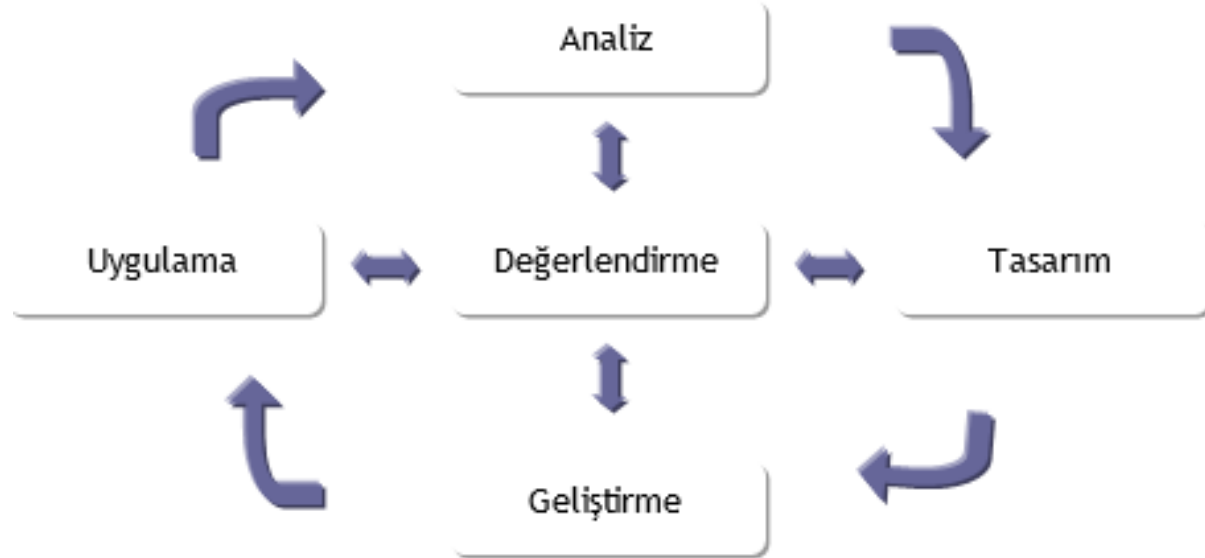 Analiz
Uygulama
Değerlendirme
Tasarım
Geliştirme